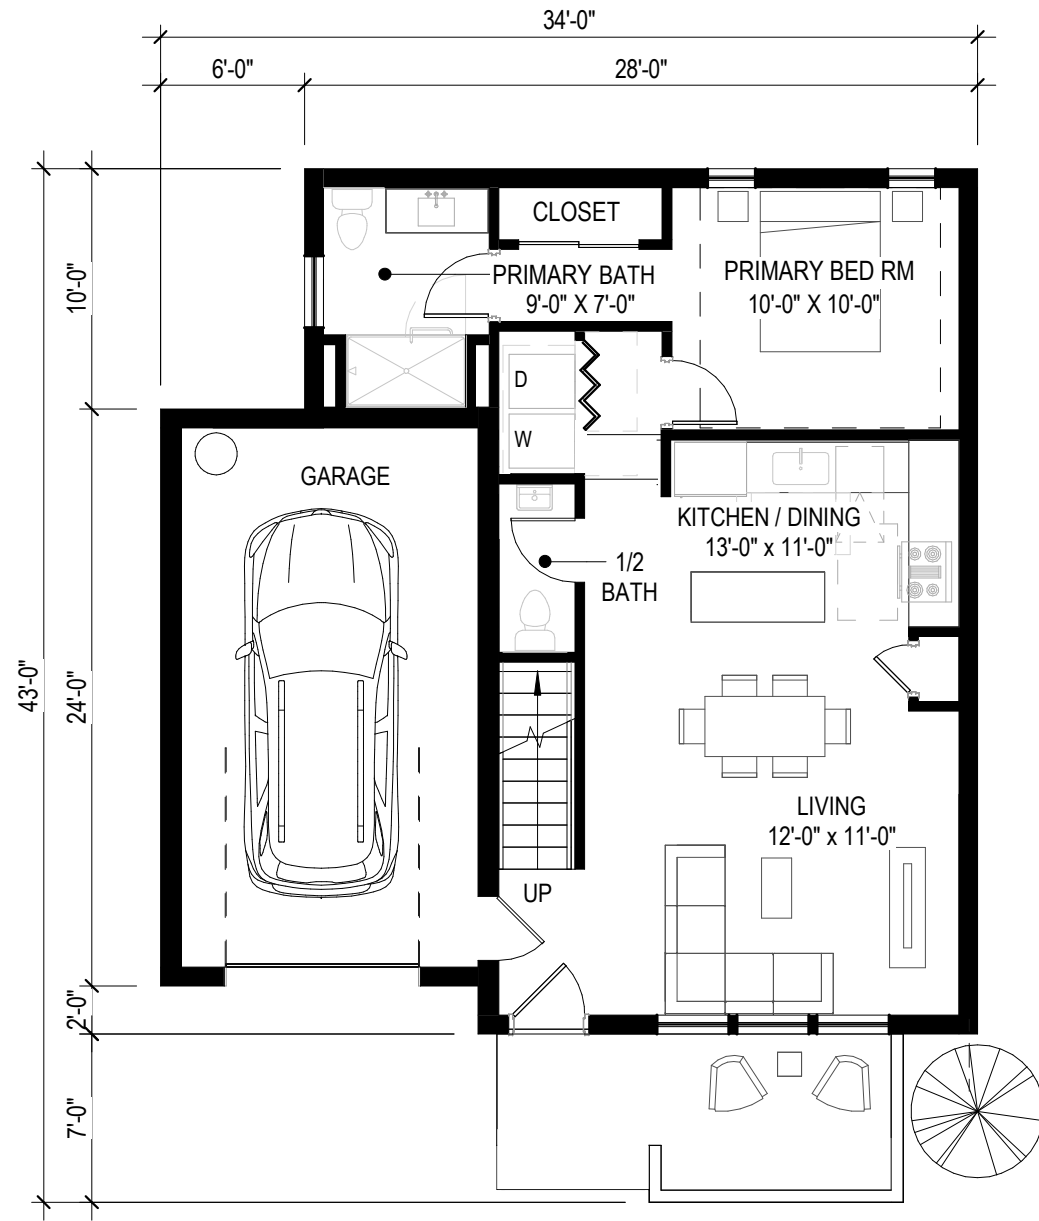 34'-0"
6'-0"
28'-0"
CLOSET
PRIMARY BATH
9'-0" X 7'-0"
PRIMARY BED RM
10'-0" X 10'-0"
10'-0"
D
W
GARAGE
KITCHEN / DINING
13'-0" x 11'-0"
1/2
BATH
43'-0"
24'-0"
LIVING
12'-0" x 11'-0"
UP
2'-0"
7'-0"